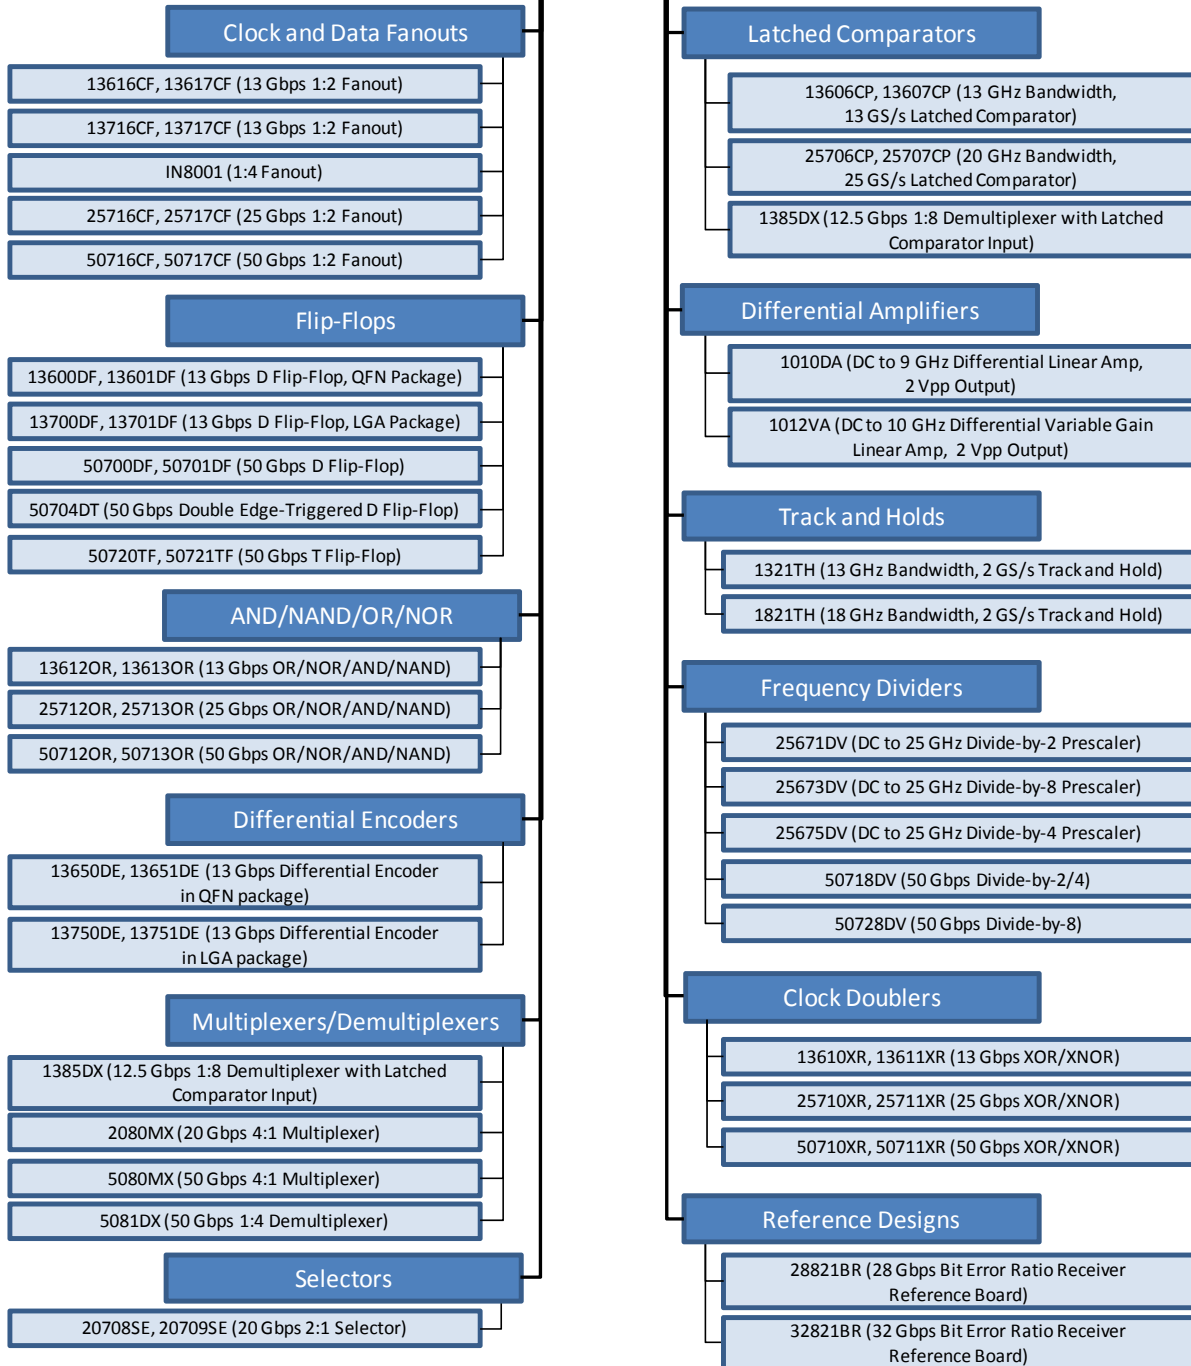 Clock and Data Fanouts
13616CF, 13617CF (13 Gbps 1:2 Fanout)
13716CF, 13717CF (13 Gbps 1:2 Fanout)
IN8001 (1:4 Fanout)
25716CF, 25717CF (25 Gbps 1:2 Fanout)
50716CF, 50717CF (50 Gbps 1:2 Fanout)
Flip-Flops
13600DF, 13601DF (13 Gbps D Flip-Flop, QFN Package)
13700DF, 13701DF (13 Gbps D Flip-Flop, LGA Package)
50700DF, 50701DF (50 Gbps D Flip-Flop)
50704DT (50 Gbps Double Edge-Triggered D Flip-Flop)
50720TF, 50721TF (50 Gbps T Flip-Flop)
AND/NAND/OR/NOR
13612OR, 13613OR (13 Gbps OR/NOR/AND/NAND)
25712OR, 25713OR (25 Gbps OR/NOR/AND/NAND)
50712OR, 50713OR (50 Gbps OR/NOR/AND/NAND)
Differential Encoders
13650DE, 13651DE (13 Gbps Differential Encoder
in QFN package)
13750DE, 13751DE (13 Gbps Differential Encoder
in LGA package)
Multiplexers/Demultiplexers
1385DX (12.5 Gbps 1:8 Demultiplexer with Latched
Comparator Input)
2080MX (20 Gbps 4:1 Multiplexer)
5080MX (50 Gbps 4:1 Multiplexer)
5081DX (50 Gbps 1:4 Demultiplexer)
Selectors
20708SE, 20709SE (20 Gbps 2:1 Selector)
Latched Comparators
13606CP, 13607CP (13 GHz Bandwidth,
13 GS/s Latched Comparator)
25706CP, 25707CP (20 GHz Bandwidth,
25 GS/s Latched Comparator)
1385DX (12.5 Gbps 1:8 Demultiplexer with Latched
Comparator Input)
Differential Amplifiers
1010DA (DC to 9 GHz Differential Linear Amp,
2 Vpp Output)
1012VA (DC to 10 GHz Differential Variable Gain
Linear Amp, 2 Vpp Output)
Track and Holds
1321TH (13 GHz Bandwidth, 2 GS/s Track and Hold)
1821TH (18 GHz Bandwidth, 2 GS/s Track and Hold)
Frequency Dividers
25671DV (DC to 25 GHz Divide-by-2 Prescaler)
25673DV (DC to 25 GHz Divide-by-8 Prescaler)
25675DV (DC to 25 GHz Divide-by-4 Prescaler)
50718DV (50 Gbps Divide-by-2/4)
50728DV (50 Gbps Divide-by-8)
Clock Doublers
13610XR, 13611XR (13 Gbps XOR/XNOR)
25710XR, 25711XR (25 Gbps XOR/XNOR)
50710XR, 50711XR (50 Gbps XOR/XNOR)
Reference Designs
28821BR (28 Gbps Bit Error Ratio Receiver
Reference Board)
32821BR (32 Gbps Bit Error Ratio Receiver
Reference Board)